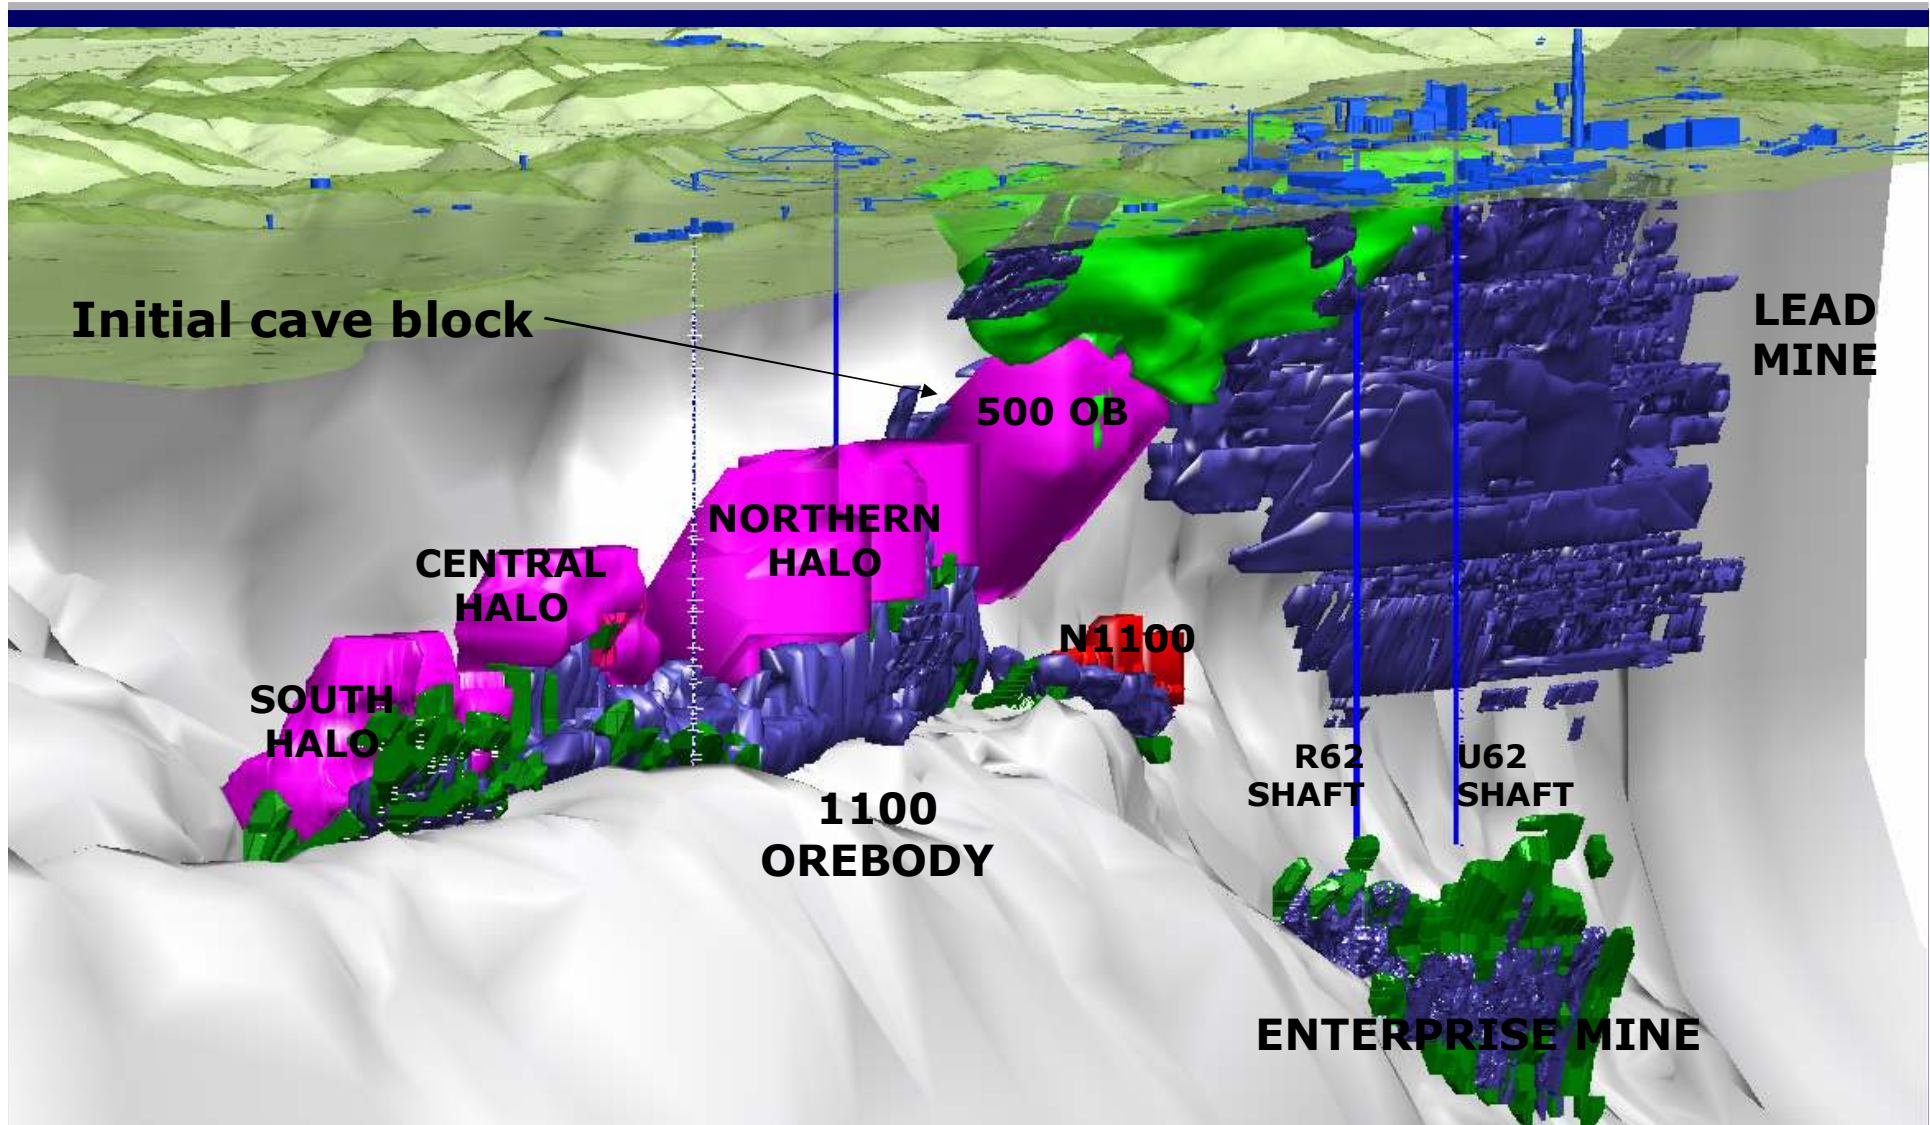 Initial cave block
LEAD
MINE
500 OB
NORTHERN
HALO
CENTRAL
HALO
N1100
SOUTH
HALO
R62
SHAFT
U62
SHAFT
1100
OREBODY
ENTERPRISE MINE